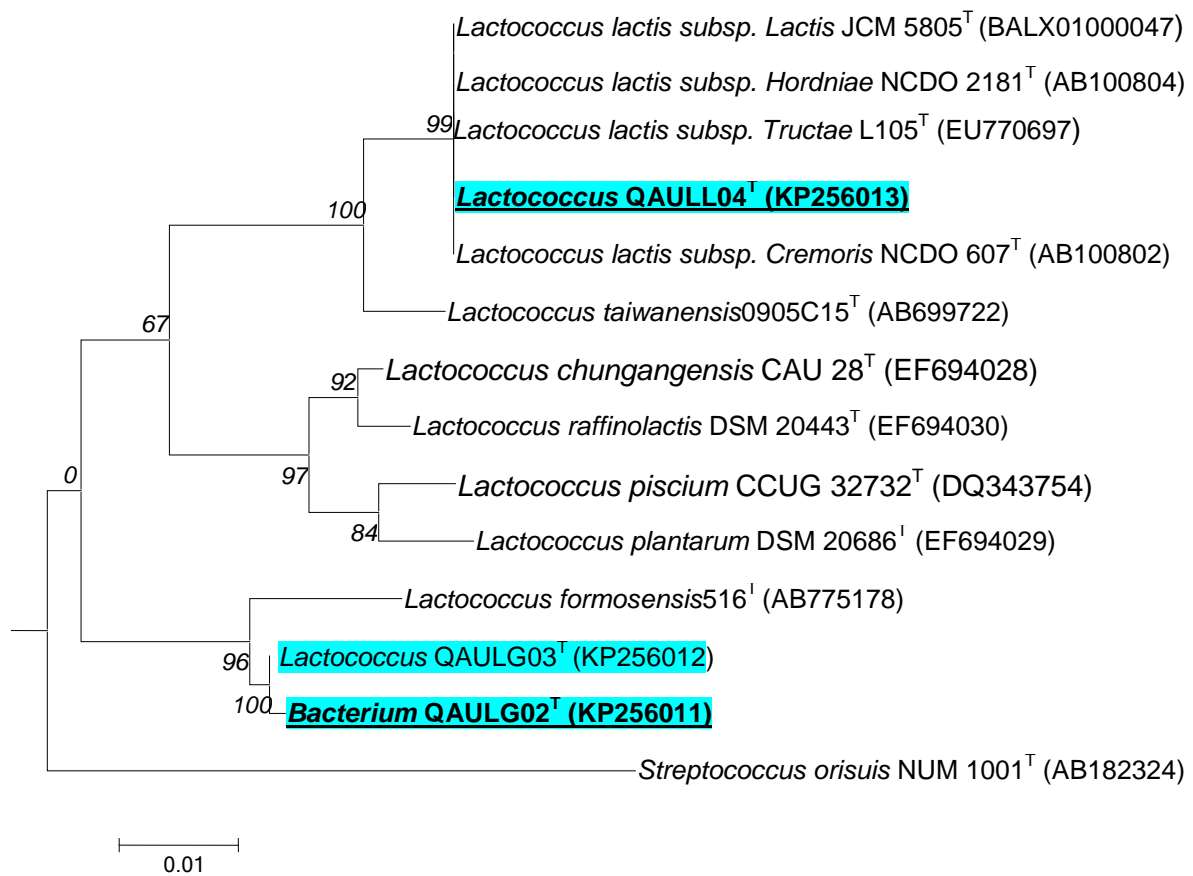 Lactococcus lactis subsp. Lactis JCM 5805T (BALX01000047)
Lactococcus lactis subsp. Hordniae NCDO 2181T (AB100804)
99
Lactococcus lactis subsp. Tructae L105T (EU770697)
Lactococcus QAULL04T (KP256013)
100
Lactococcus lactis subsp. Cremoris NCDO 607T (AB100802)
Lactococcus taiwanensis0905C15T (AB699722)
67
Lactococcus chungangensis CAU 28T (EF694028)
92
Lactococcus raffinolactis DSM 20443T (EF694030)
0
97
Lactococcus piscium CCUG 32732T (DQ343754)
84
Lactococcus plantarum DSM 20686T (EF694029)
Lactococcus formosensis516T (AB775178)
96
Lactococcus QAULG03T (KP256012)
100
Bacterium QAULG02T (KP256011)
Streptococcus orisuis NUM 1001T (AB182324)
0.01